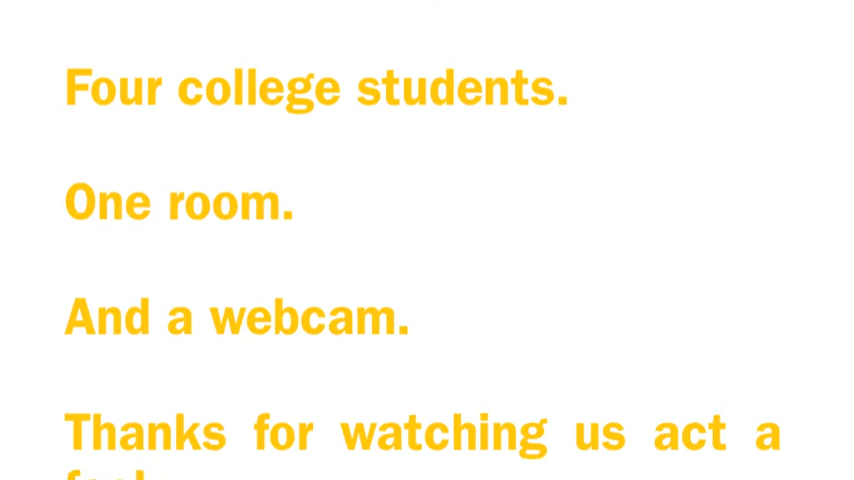 Four college students.
One room.
And a webcam.
Thanks for watching us act a